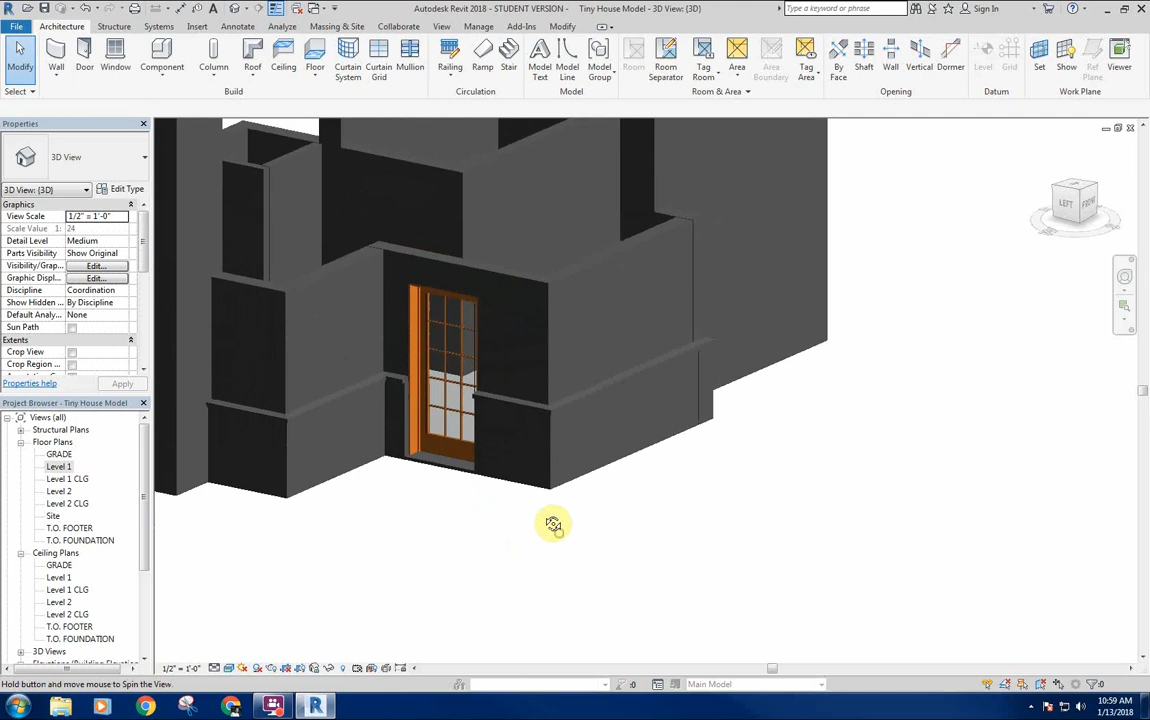 Autodesk Revit 2018 - STUDENT VERSION - Tiny House Model - 3D View: {3D}
Type a keyword or phrase
Sign In
File Architecture Structure Systems Insert Annotate Analyze Massing & Site Collaborate View Manage Add-Ins Modify
Modify Wall Door Window Component Column Roof Ceiling Floor Curtain System Curtain Grid Mullion Railing Ramp Stair Model Text Model Line Model Group Room Room Separator Tag Room Area Area Boundary Tag Area By Face Shaft Wall Vertical Dormer Level Grid Set Show Ref Plane Viewer
Select Build Circulation Model Room & Area Opening Datum Work Plane
Properties
3D View
3D View: {3D} Edit Type
Graphics
View Scale 1/2" = 1'-0"
Scale Value 1: 24
Detail Level Medium
Parts Visibility Show Original
Visibility/Grap... Edit...
Graphic Displ... Edit...
Discipline Coordination
Show Hidden ... By Discipline
Default Analy... None
Sun Path
Extents
Crop View
Crop Region ...
Properties help Apply
Project Browser - Tiny House Model
Views (all)
Structural Plans
Floor Plans
GRADE
Level 1
Level 1 CLG
Level 2
Level 2 CLG
Site
T.O. FOOTER
T.O. FOUNDATION
Ceiling Plans
GRADE
Level 1
Level 1 CLG
Level 2
Level 2 CLG
T.O. FOOTER
T.O. FOUNDATION
3D Views
Elevations (Building Elevation
LEFT FRONT
1/2" = 1'-0"
Hold button and move mouse to Spin the View.
:0 Main Model :0
10:59 AM
1/13/2018